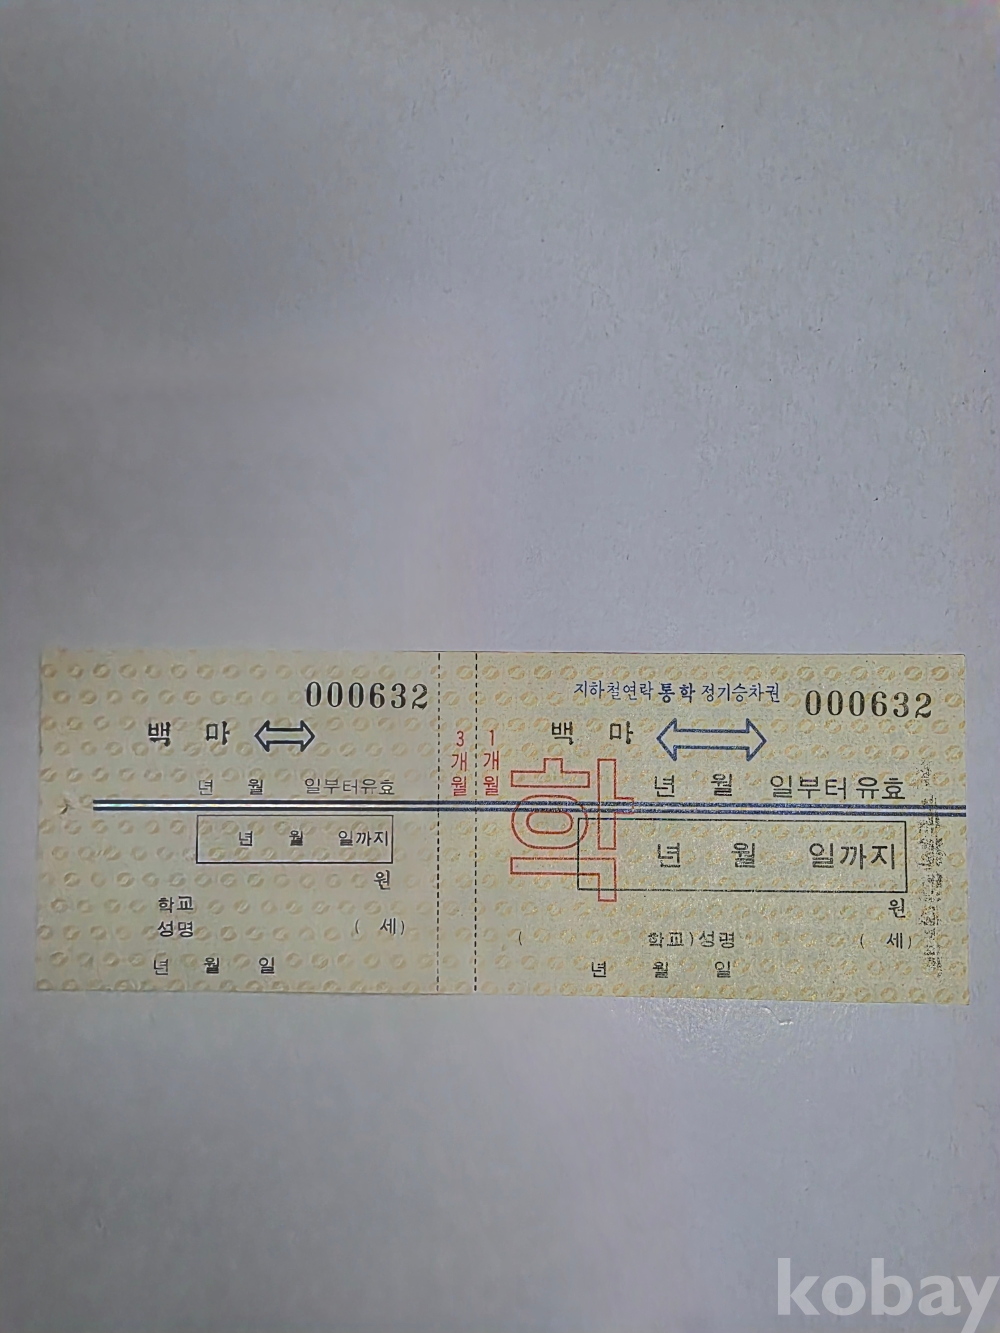 000632
백 마
년 월 일부터유효
년 월 일까지
원
학교
성명 ( 세)
년 월 일
3개월
1개월
지하철연락 통학 정기승차권
000632
백 마
년 월 일부터유효
년 월 일까지
원
( 학교) 성명 ( 세)
년 월 일
kobay